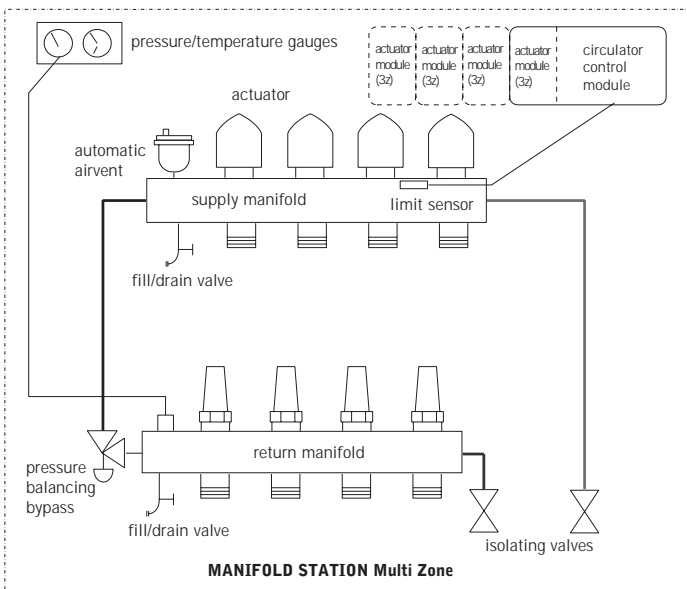 pressure/temperature gauges
actuator
module
(3z)
actuator
module
(3z)
actuator
module
(3z)
actuator
module
(3z)
circulator
control
module
actuator
automatic
airvent
supply manifold
limit sensor
fill/drain valve
return manifold
pressure
balancing
bypass
fill/drain valve
isolating valves
MANIFOLD STATION Multi Zone